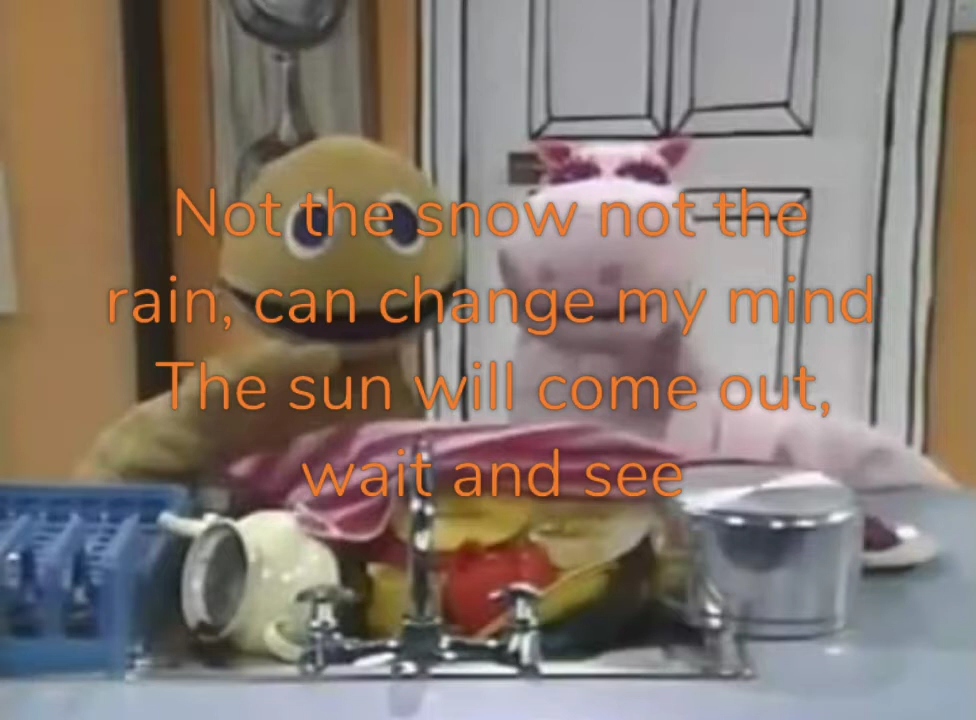 Not the snow not the
rain, can change my mind
The sun will come out,
wait and see